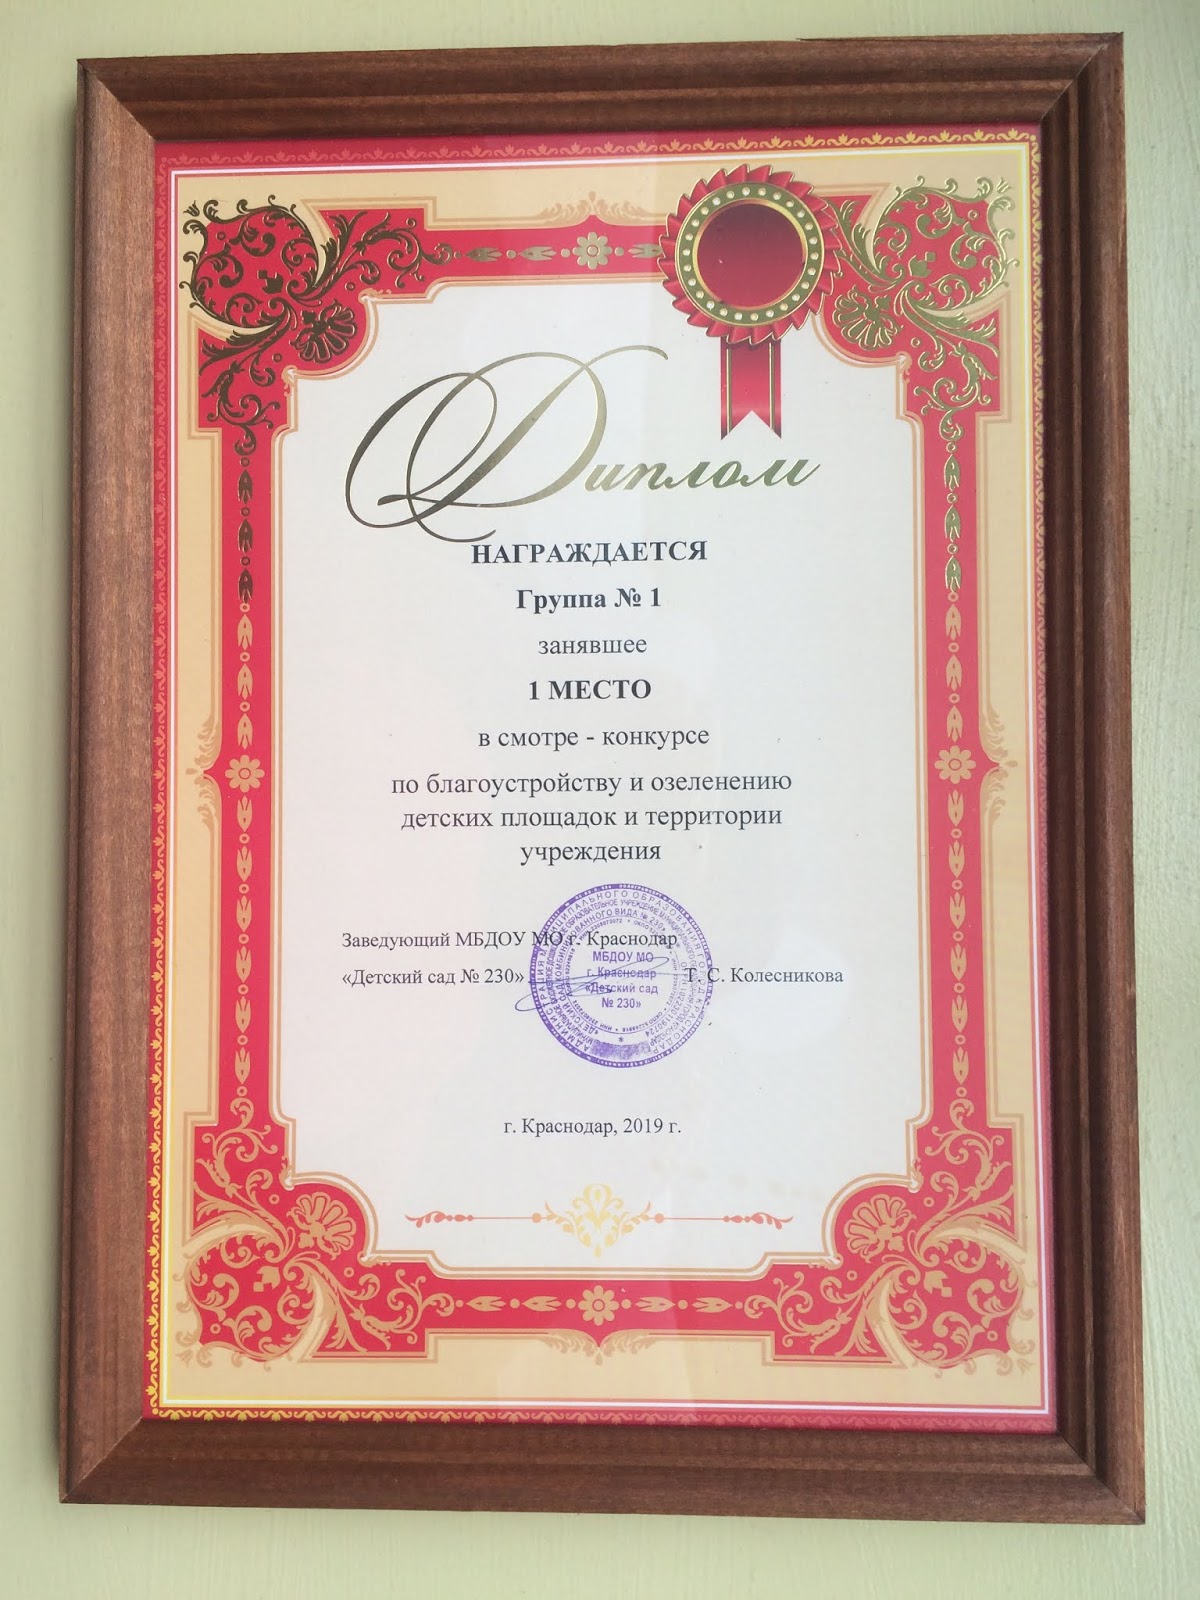 Диплом
НАГРАЖДАЕТСЯ
Группа № 1
занявшее
1 МЕСТО
в смотре - конкурсе
по благоустройству и озеленению
детских площадок и территории
учреждения
Заведующий МБДОУ МО г. Краснодар
«Детский сад № 230» Т. С. Колесникова
МБДОУ МО
г. Краснодар
«Детский сад
№ 230»
г. Краснодар, 2019 г.